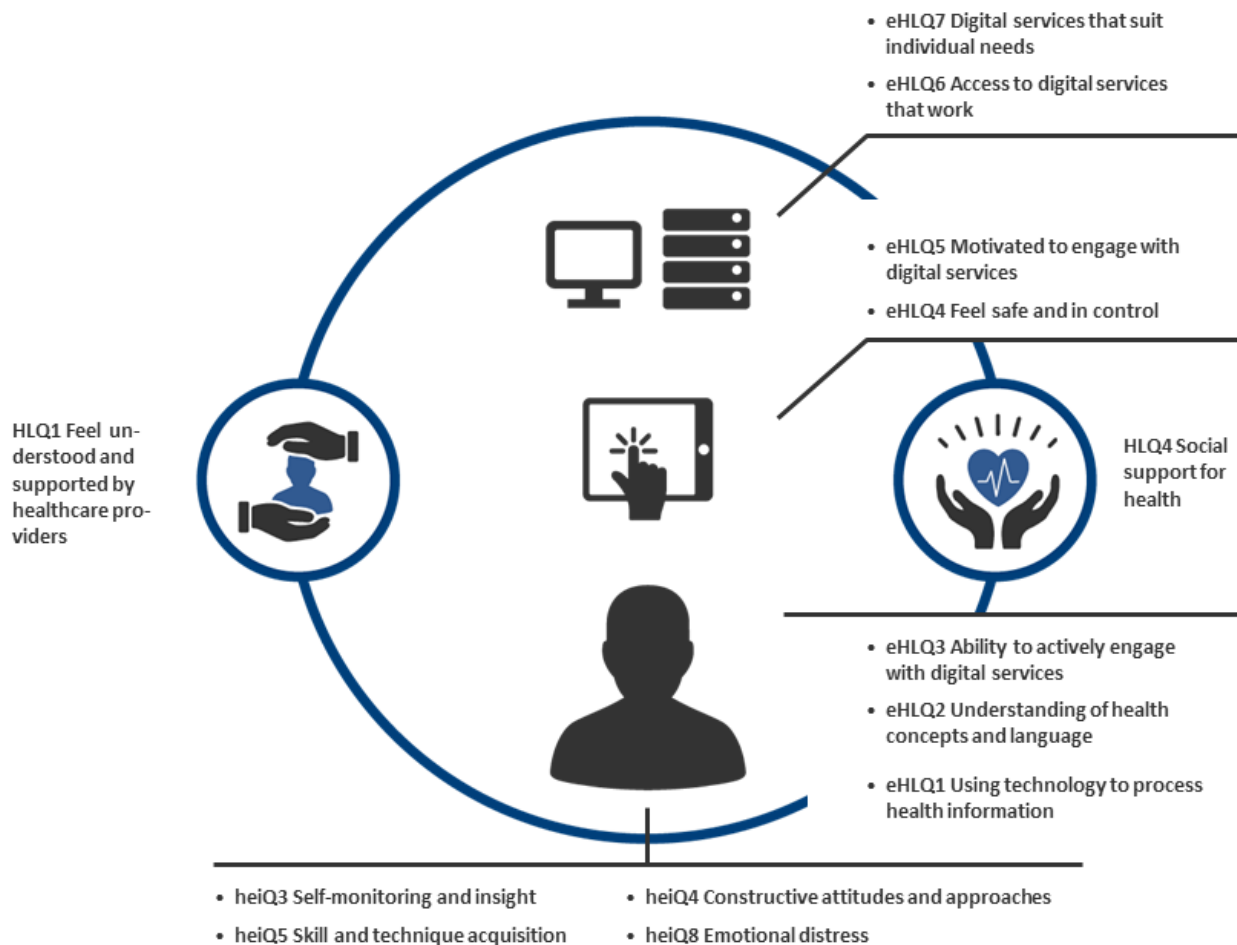 • eHLQ7 Digital services that suit
individual needs
• eHLQ6 Access to digital services
that work
• eHLQ5 Motivated to engage with
digital services
• eHLQ4 Feel safe and in control
HLQ1 Feel un-
derstood and
supported by
healthcare pro-
viders
HLQ4 Social
support for
health
• eHLQ3 Ability to actively engage
with digital services
• eHLQ2 Understanding of health
concepts and language
• eHLQ1 Using technology to process
health information
• heiQ3 Self-monitoring and insight
• heiQ5 Skill and technique acquisition
• heiQ4 Constructive attitudes and approaches
• heiQ8 Emotional distress